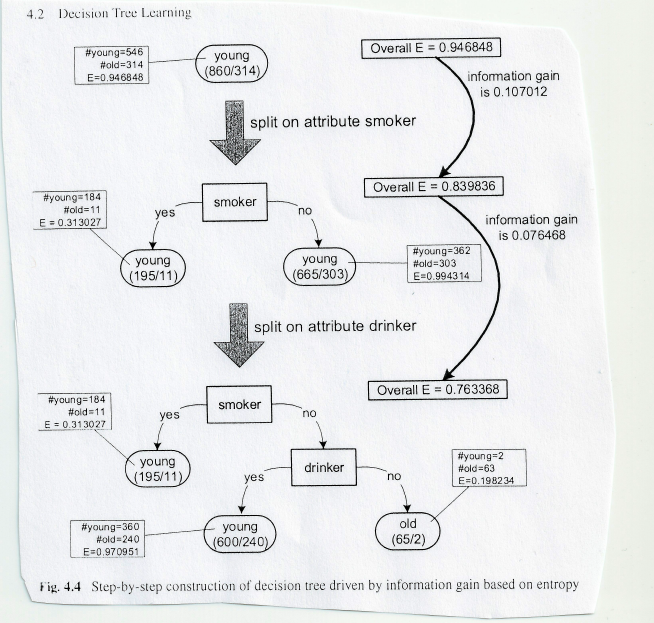 4.2 Decision Tree Learning
#young=546
#old=314
E=0.946848
young
(860/314)
Overall E = 0.946848
information gain
is 0.107012
split on attribute smoker
Overall E = 0.839836
#young=184
#old=11
E = 0.313027
smoker
yes
no
young
(195/11)
young
(665/303)
#young=362
#old=303
E=0.994314
information gain
is 0.076468
split on attribute drinker
Overall E = 0.763368
#young=184
#old=11
E = 0.313027
smoker
yes
no
young
(195/11)
drinker
yes
no
#young=2
#old=63
E=0.198234
#young=360
#old=240
E=0.970951
young
(600/240)
old
(65/2)
Fig. 4.4 Step-by-step construction of decision tree driven by information gain based on entropy